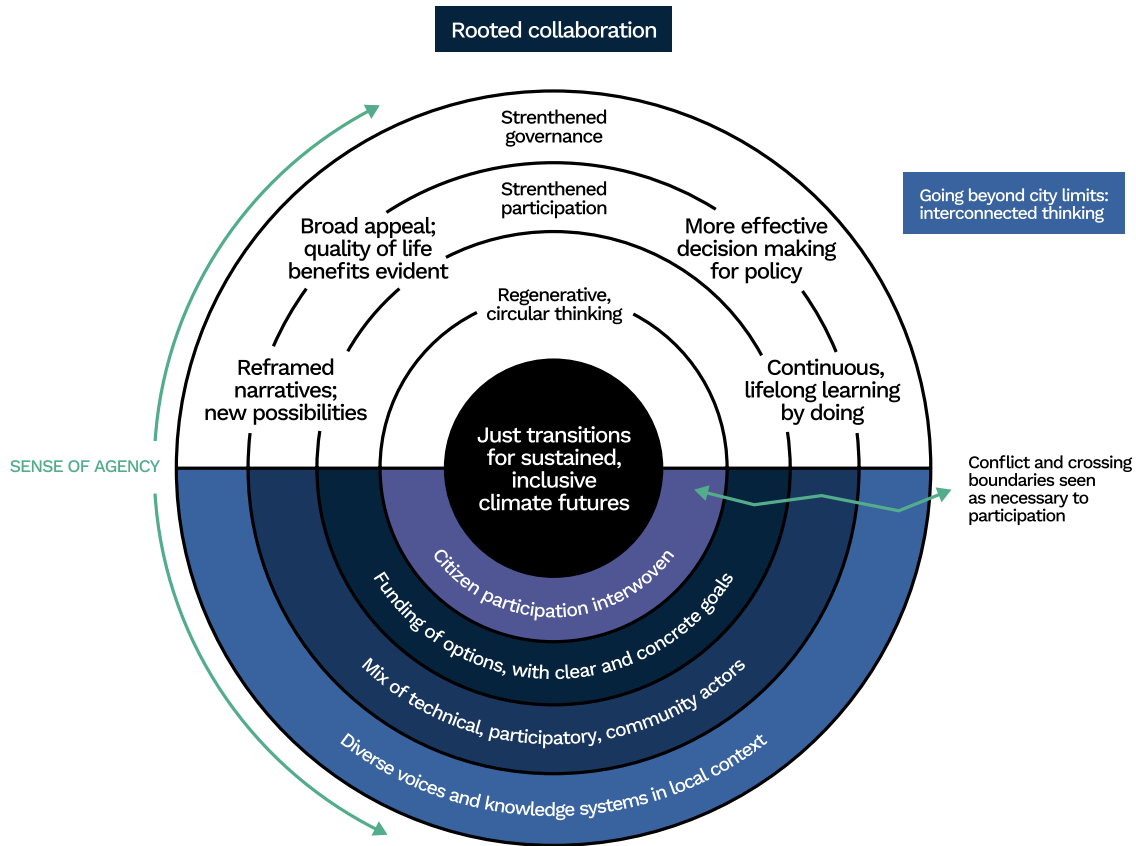 Rooted collaboration
Strenthened
governance
Strenthened
participation
Going beyond city limits:
interconnected thinking
Broad appeal;
quality of life
benefits evident
More effective
decision making
for policy
Regenerative,
circular thinking
Reframed
narratives;
new possibilities
Continuous,
lifelong learning
by doing
Just transitions
for sustained,
inclusive
climate futures
SENSE OF AGENCY
Conflict and crossing
boundaries seen
as necessary to
participation
Citizen participation interwoven
Funding of options, with clear and concrete goals
Mix of technical, participatory, community actors
Diverse voices and knowledge systems in local context